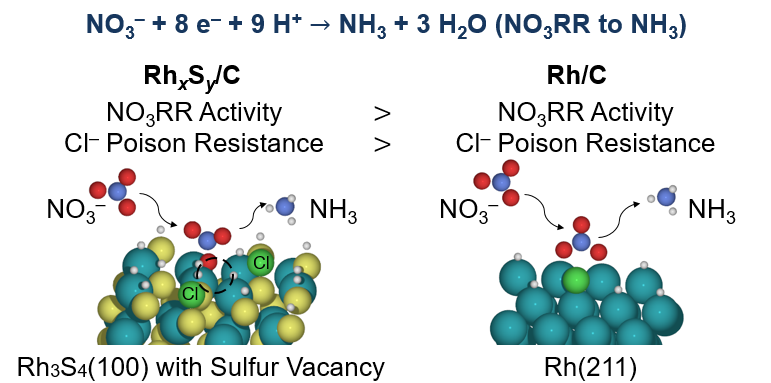 NO₃⁻ + 8 e⁻ + 9 H⁺ → NH₃ + 3 H₂O (NO₃RR to NH₃)
RhₓSᵧ/C Rh/C
NO₃RR Activity > NO₃RR Activity
Cl⁻ Poison Resistance > Cl⁻ Poison Resistance
NO₃⁻ NH₃ NO₃⁻ NH₃
Cl
Cl
Rh₃S₄(100) with Sulfur Vacancy Rh(211)